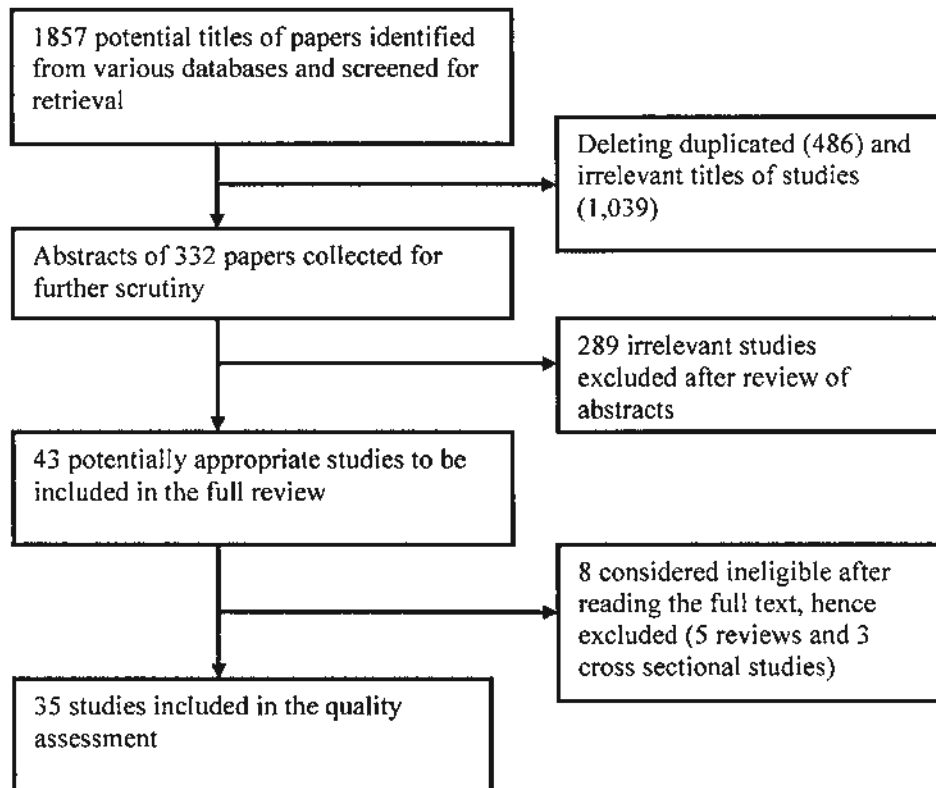 1857 potential titles of papers identified
from various databases and screened for
retrieval
Deleting duplicated (486) and
irrelevant titles of studies
(1,039)
Abstracts of 332 papers collected for
further scrutiny
289 irrelevant studies
excluded after review of
abstracts
43 potentially appropriate studies to be
included in the full review
8 considered ineligible after
reading the full text, hence
excluded (5 reviews and 3
cross sectional studies)
35 studies included in the quality
assessment